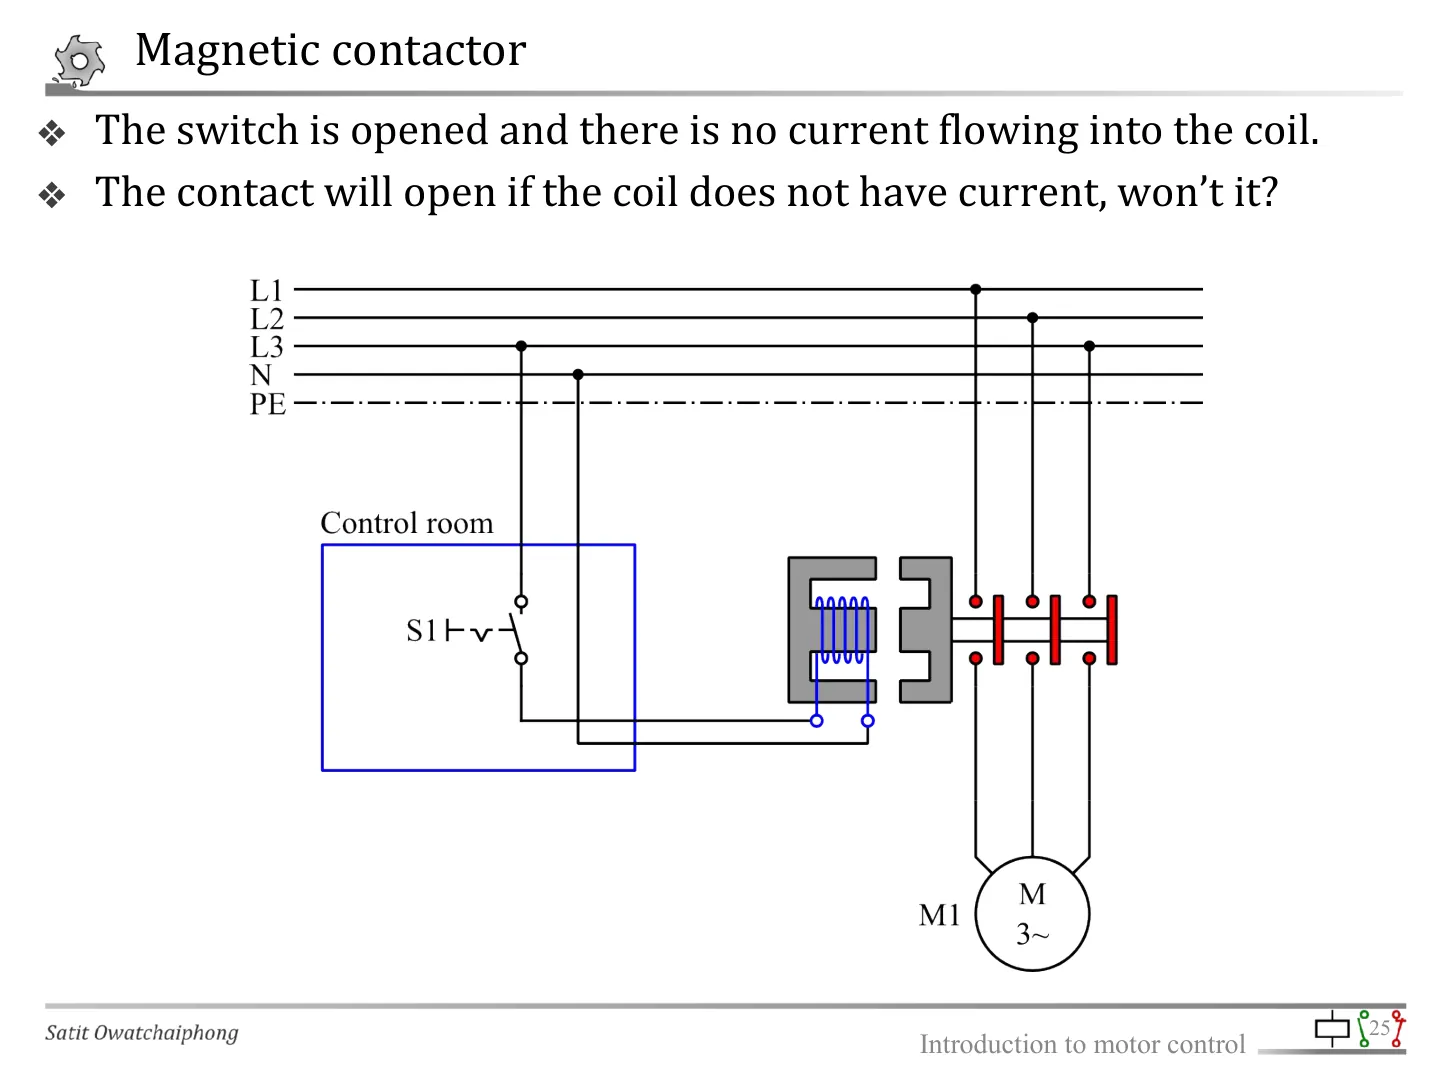 Magnetic contactor
❖ The switch is opened and there is no current flowing into the coil.
❖ The contact will open if the coil does not have current, won’t it?
L1
L2
L3
N
PE
Control room
S1
M1
M
3~
Satit Owatchaiphong
Introduction to motor control
25